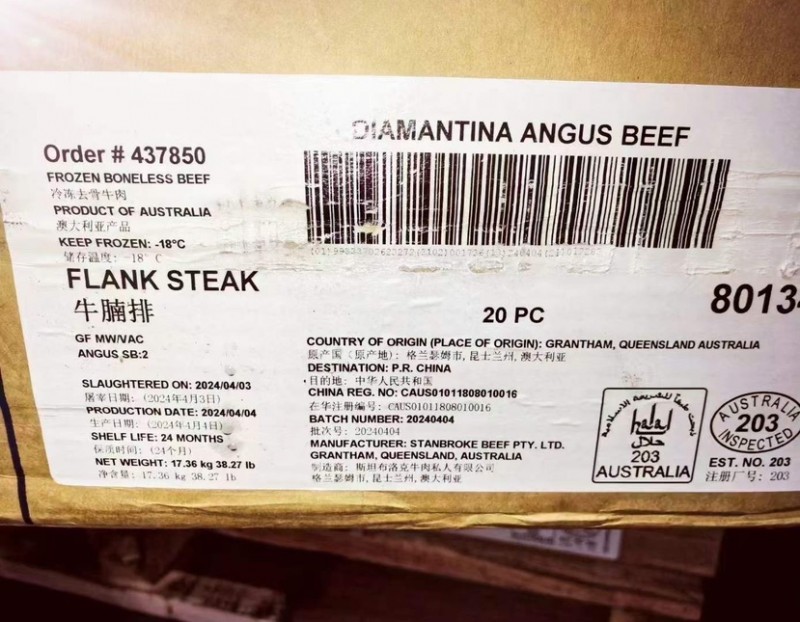 DIAMANTINA ANGUS BEEF
Order # 437850
FROZEN BONELESS BEEF
冷冻去骨牛肉
PRODUCT OF AUSTRALIA
澳大利亚产品
KEEP FROZEN: -18°C
储存温度: -18° C
FLANK STEAK
牛腩排
GF MW/VAC
ANGUS SB:2
20 PC
8013
SLAUGHTERED ON: 2024/04/03
屠宰日期: (2024年4月3日)
PRODUCTION DATE: 2024/04/04
生产日期: (2024年4月4日)
SHELF LIFE: 24 MONTHS
保质时间: (24个月)
NET WEIGHT: 17.36 kg 38.27 lb
净含量: 17.36 kg 38.27 lb
COUNTRY OF ORIGIN (PLACE OF ORIGIN): GRANTHAM, QUEENSLAND AUSTRALIA
原产国 (原产地): 格兰瑟姆市, 昆士兰州, 澳大利亚
DESTINATION: P.R. CHINA
目的地: 中华人民共和国
CHINA REG. NO: CAUS01011808010016
在华注册编号: CAUS01011808010016
BATCH NUMBER: 20240404
批次号: 20240404
MANUFACTURER: STANBROKE BEEF PTY. LTD.
GRANTHAM, QUEENSLAND, AUSTRALIA
制造商: 斯坦布洛克牛肉私人有限公司
格兰瑟姆市, 昆士兰州, 澳大利亚
halal
حلال
203
AUSTRALIA
AUSTRALIA
203
INSPECTED
EST. NO. 203
注册厂号: 203